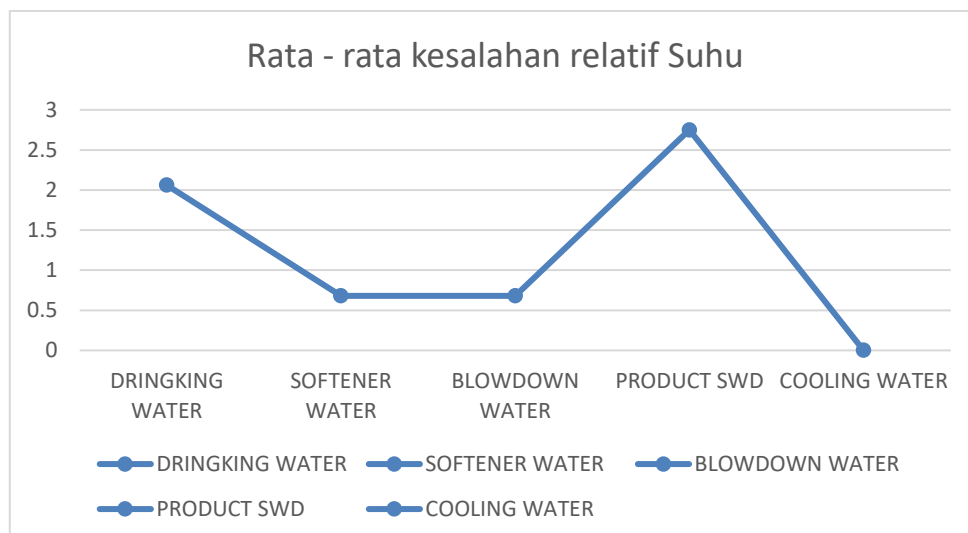 Rata - rata kesalahan relatif Suhu
3
2.5
2
1.5
1
0.5
0
DRINGKING WATER
SOFTENER WATER
BLOWDOWN WATER
PRODUCT SWD
COOLING WATER
DRINGKING WATER
SOFTENER WATER
BLOWDOWN WATER
PRODUCT SWD
COOLING WATER